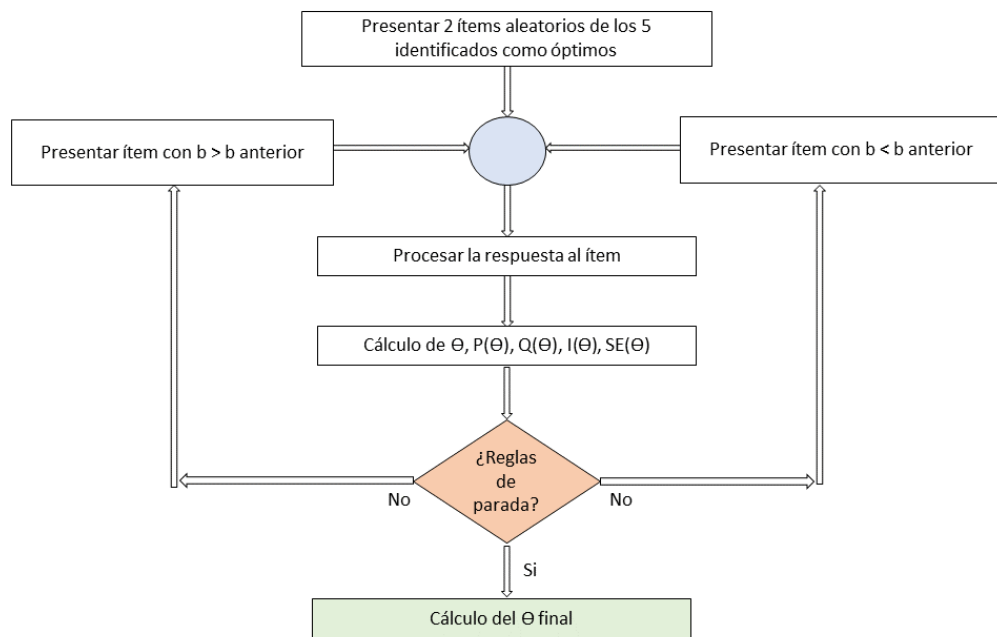 Presentar 2 ítems aleatorios de los 5
identificados como óptimos
Presentar ítem con b > b anterior
Presentar ítem con b < b anterior
Procesar la respuesta al ítem
Cálculo de ϴ, P(ϴ), Q(ϴ), I(ϴ), SE(ϴ)
¿Reglas
de
parada?
No
No
Si
Cálculo del ϴ final